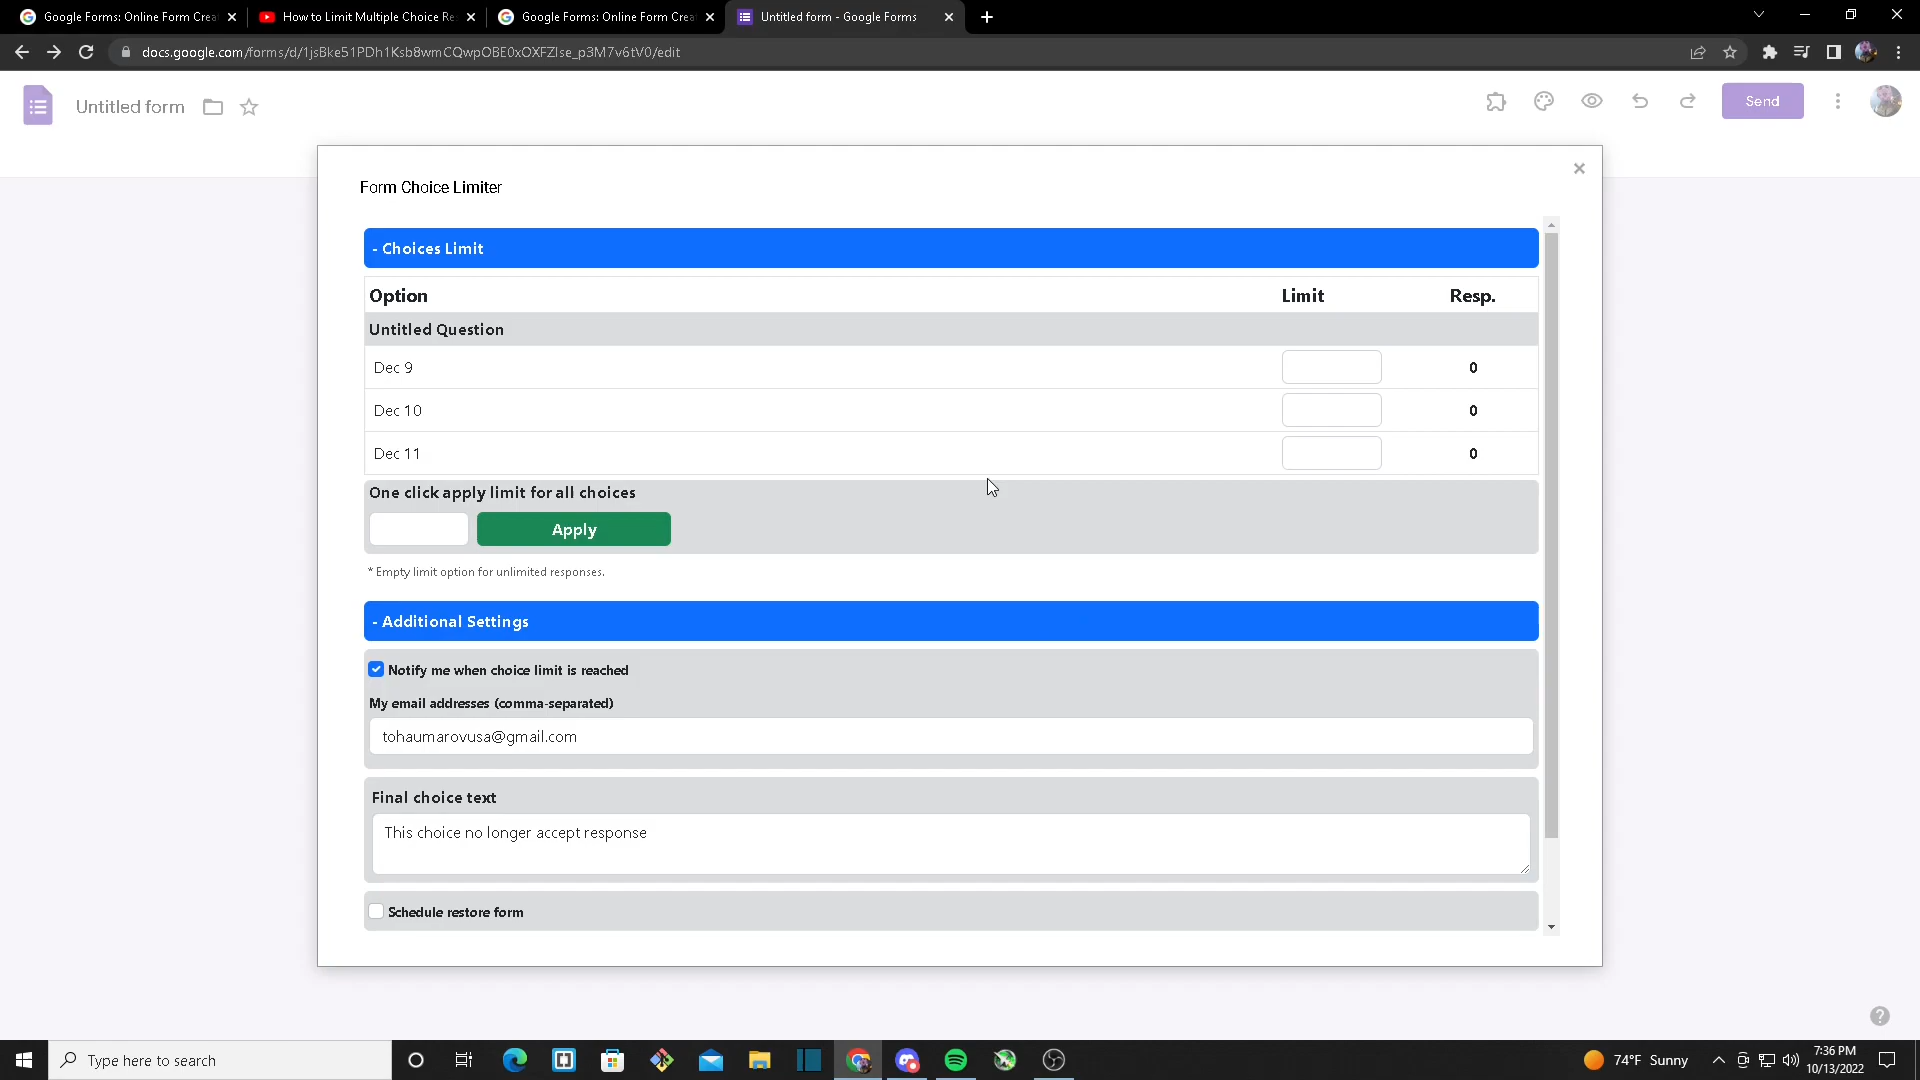 Google Forms: Online Form Crea
How to Limit Multiple Choice Re
Google Forms: Online Form Crea
Untitled form - Google Forms
docs.google.com/forms/d/1jsBke51PDh1Ksb8wmCQwpOBE0xOXFZIse_p3M7v6tV0/edit
Untitled form
Send
Form Choice Limiter
- Choices Limit
Option Limit Resp.
Untitled Question
Dec 9 0
Dec 10 0
Dec 11 0
One click apply limit for all choices
Apply
* Empty limit option for unlimited responses.
- Additional Settings
Notify me when choice limit is reached
My email addresses (comma-separated)
tohaumarovusa@gmail.com
Final choice text
This choice no longer accept response
Schedule restore form
Type here to search
74°F Sunny
7:36 PM
10/13/2022